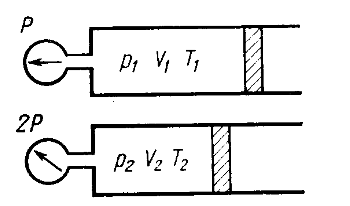 P
p₁ V₁ T₁
2P
p₂ V₂ T₂